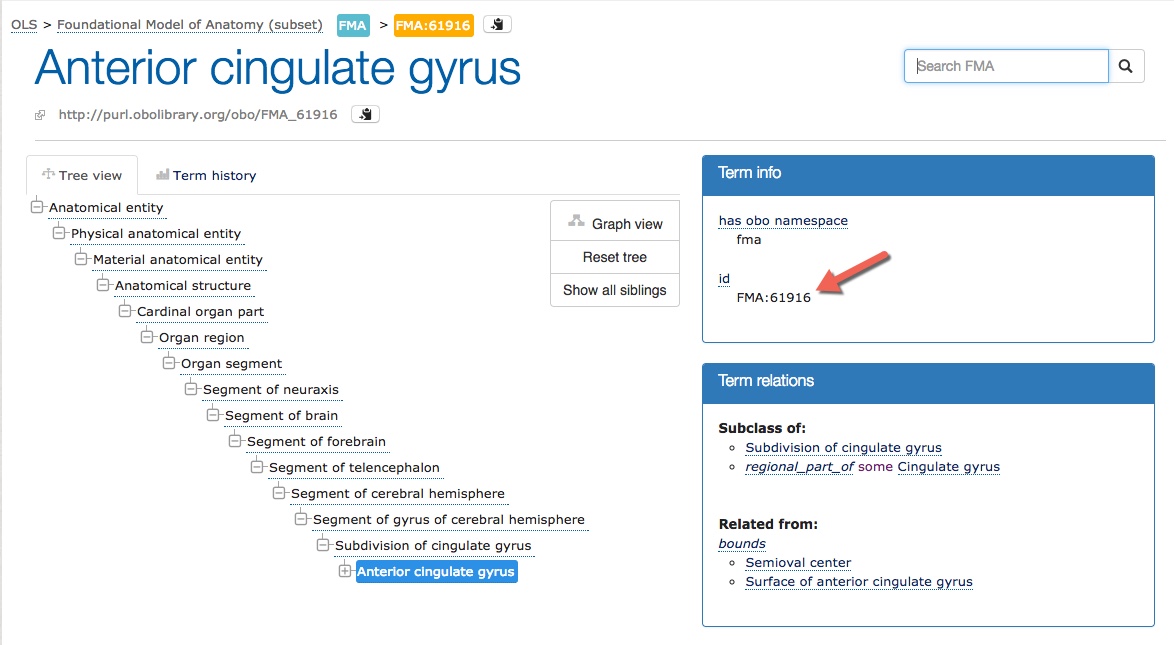 OLS > Foundational Model of Anatomy (subset) FMA > FMA:61916
Anterior cingulate gyrus
Search FMA
http://purl.obolibrary.org/obo/FMA_61916
Tree view
Term history
Anatomical entity
Physical anatomical entity
Material anatomical entity
Anatomical structure
Cardinal organ part
Organ region
Organ segment
Segment of neuraxis
Segment of brain
Segment of forebrain
Segment of telencephalon
Segment of cerebral hemisphere
Segment of gyrus of cerebral hemisphere
Subdivision of cingulate gyrus
Anterior cingulate gyrus
Graph view
Reset tree
Show all siblings
Term info
has obo namespace
fma
id
FMA:61916
Term relations
Subclass of:
Subdivision of cingulate gyrus
regional_part_of some Cingulate gyrus
Related from:
bounds
Semioval center
Surface of anterior cingulate gyrus